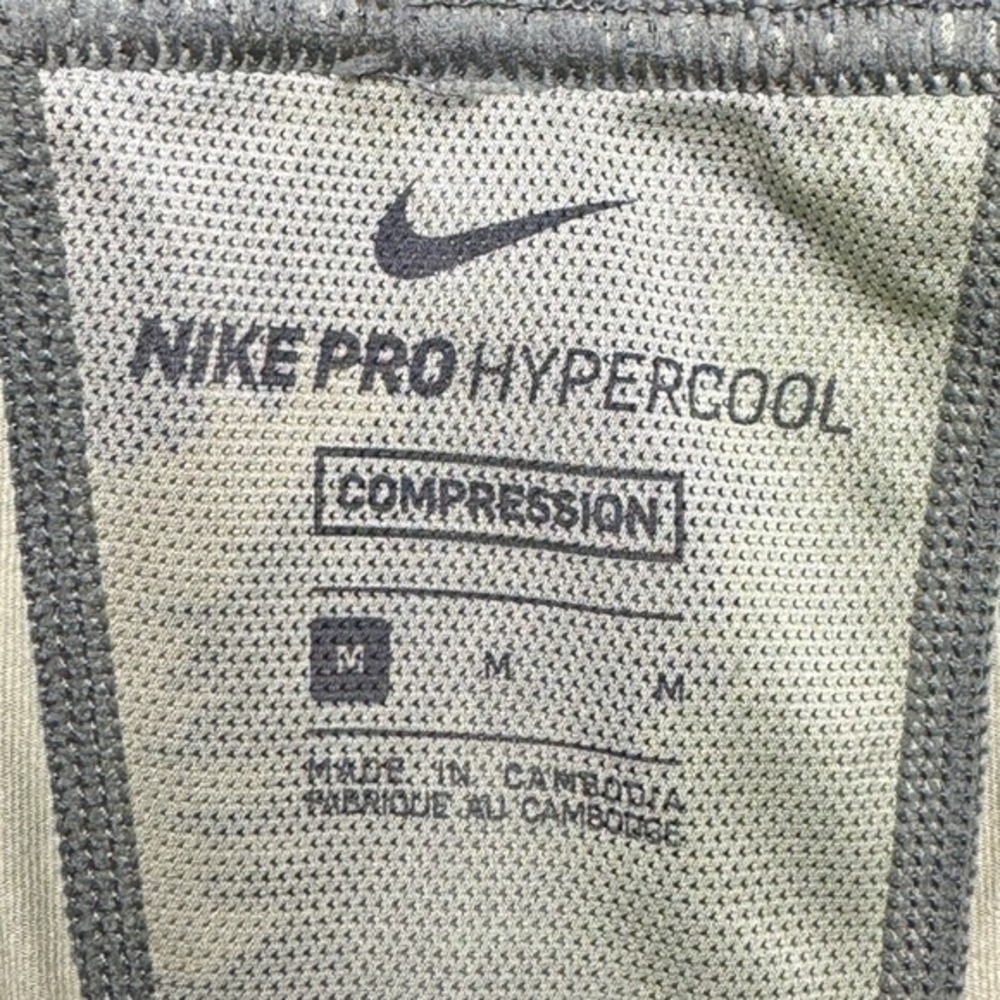 NIKE PRO HYPERCOOL
COMPRESSION
M M M
MADE IN CAMBODIA
FABRIQUE AU CAMBODGE